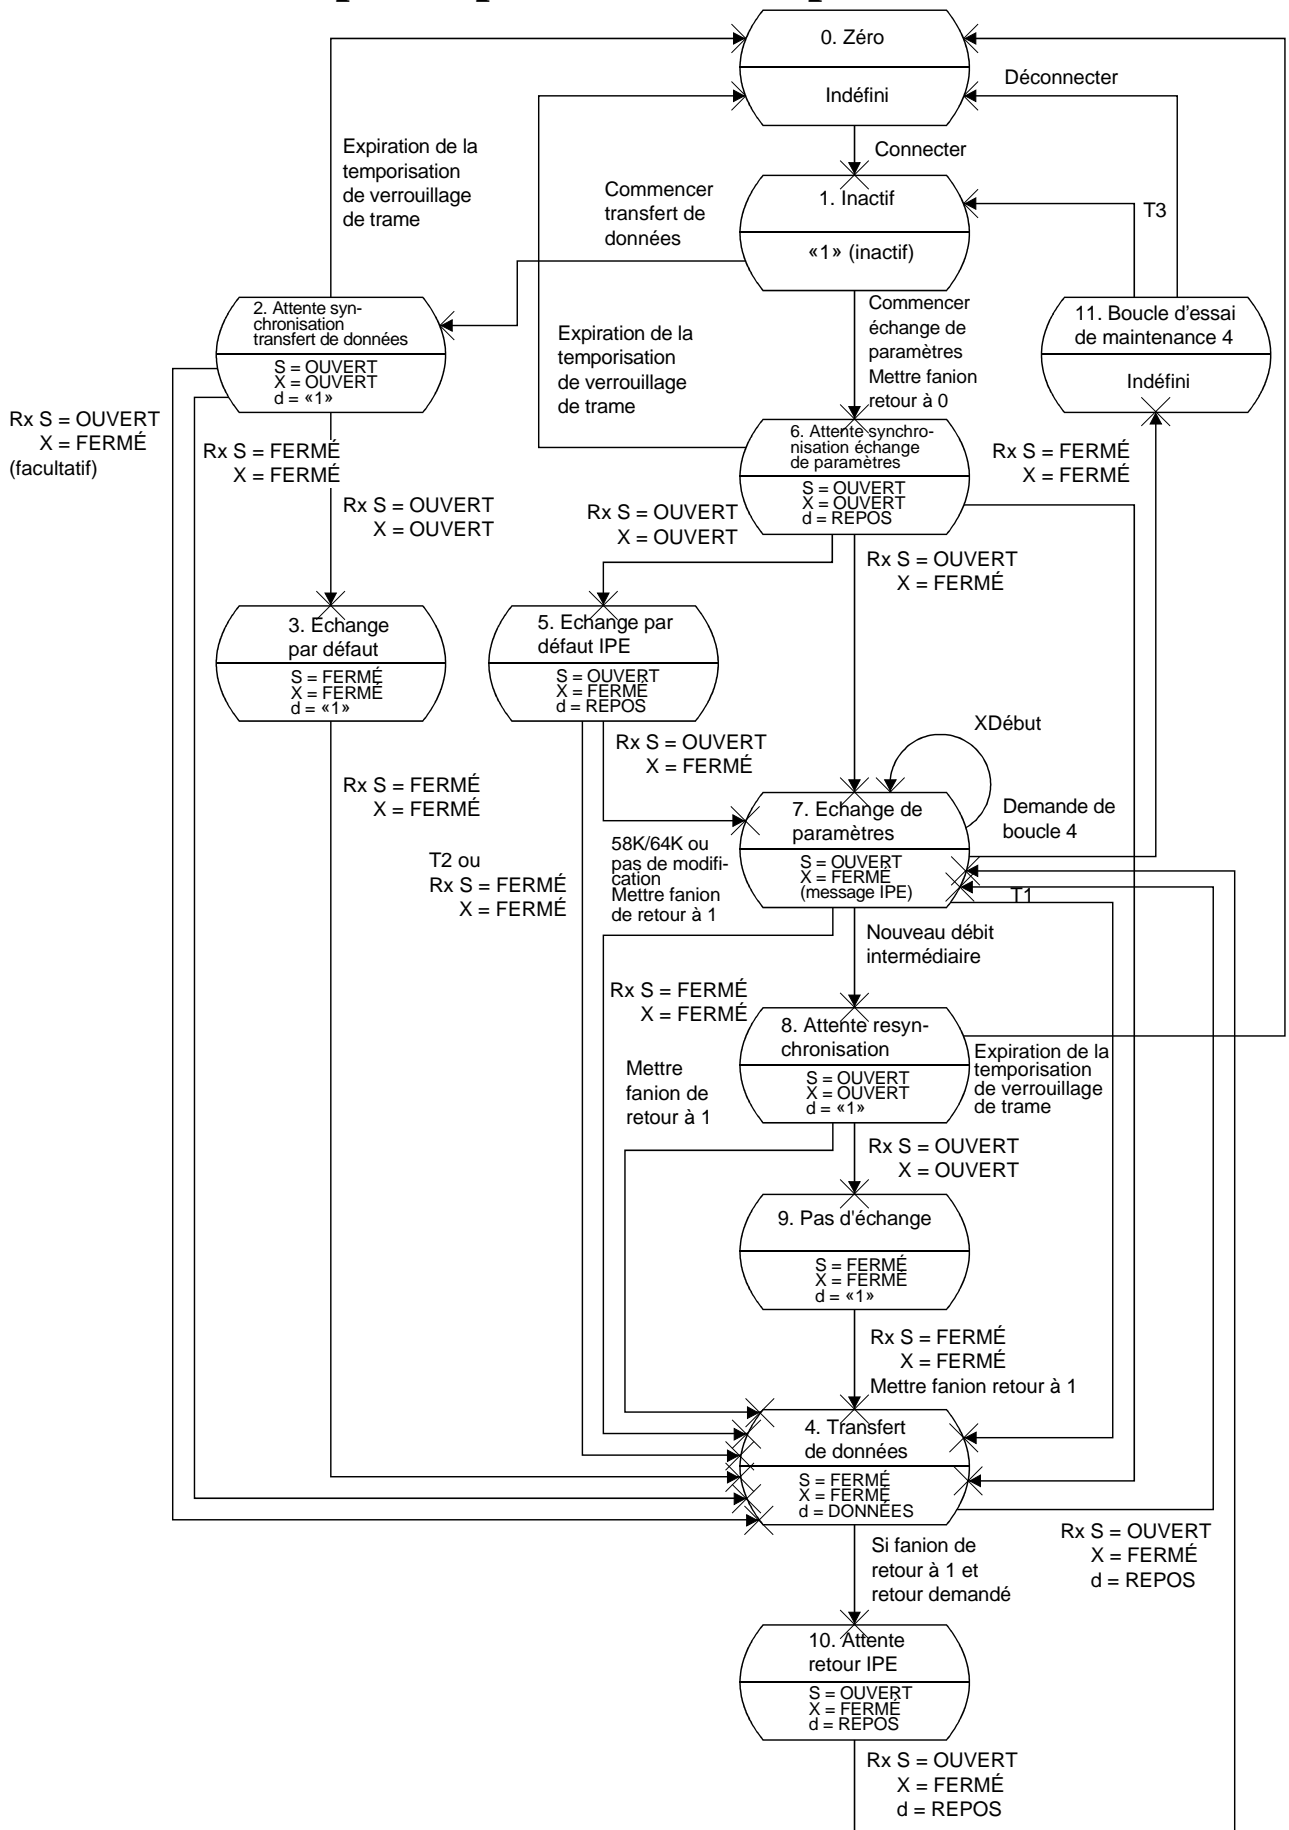 0. Zéro
Indéfini
Déconnecter
Connecter
Expiration de la
temporisation
de verrouillage
de trame
Commencer
transfert de
données
1. Inactif
«1» (inactif)
T3
2. Attente syn-
chronisation
transfert de données
S = OUVERT
X = OUVERT
d = «1»
Expiration de la
temporisation
de verrouillage
de trame
Commencer
échange de
paramètres
Mettre fanion
retour à 0
11. Boucle d'essai
de maintenance 4
Indéfini
Rx S = OUVERT
X = FERMÉ
(facultatif)
Rx S = FERMÉ
X = FERMÉ
Rx S = OUVERT
X = OUVERT
6. Attente synchro-
nisation échange
de paramètres
S = OUVERT
X = OUVERT
d = REPOS
Rx S = FERMÉ
X = FERMÉ
Rx S = OUVERT
X = OUVERT
Rx S = OUVERT
X = FERMÉ
3. Echange
par défaut
S = FERMÉ
X = FERMÉ
d = «1»
5. Echange par
défaut IPE
S = OUVERT
X = FERMÉ
d = REPOS
Rx S = OUVERT
X = FERMÉ
XDébut
Rx S = FERMÉ
X = FERMÉ
7. Echange de
paramètres
S = OUVERT
X = FERMÉ
(message IPE)
Demande de
boucle 4
T2 ou
Rx S = FERMÉ
X = FERMÉ
58K/64K ou
pas de modifi-
cation
Mettre fanion
de retour à 1
T1
Nouveau débit
intermédiaire
Rx S = FERMÉ
X = FERMÉ
8. Attente resyn-
chronisation
S = OUVERT
X = OUVERT
d = «1»
Expiration de la
temporisation
de verrouillage
de trame
Mettre
fanion de
retour à 1
Rx S = OUVERT
X = OUVERT
9. Pas d'échange
S = FERMÉ
X = FERMÉ
d = «1»
Rx S = FERMÉ
X = FERMÉ
Mettre fanion retour à 1
4. Transfert
de données
S = FERMÉ
X = FERMÉ
d = DONNÉES
Rx S = OUVERT
X = FERMÉ
d = REPOS
Si fanion de
retour à 1 et
retour demandé
10. Attente
retour IPE
S = OUVERT
X = FERMÉ
d = REPOS
Rx S = OUVERT
X = FERMÉ
d = REPOS